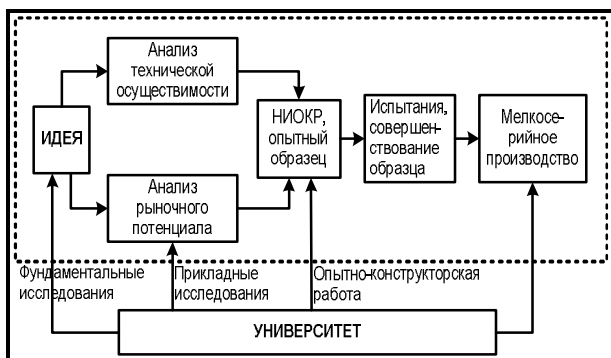 Анализ
технической
осуществимости
ИДЕЯ
Анализ
рыночного
потенциала
НИОКР,
опытный
образец
Испытания,
совершен-
ствование
образца
Мелкосе-
рийное
производство
Фундаментальные
исследования
Прикладные
исследования
Опытно-конструкторская
работа
УНИВЕРСИТЕТ